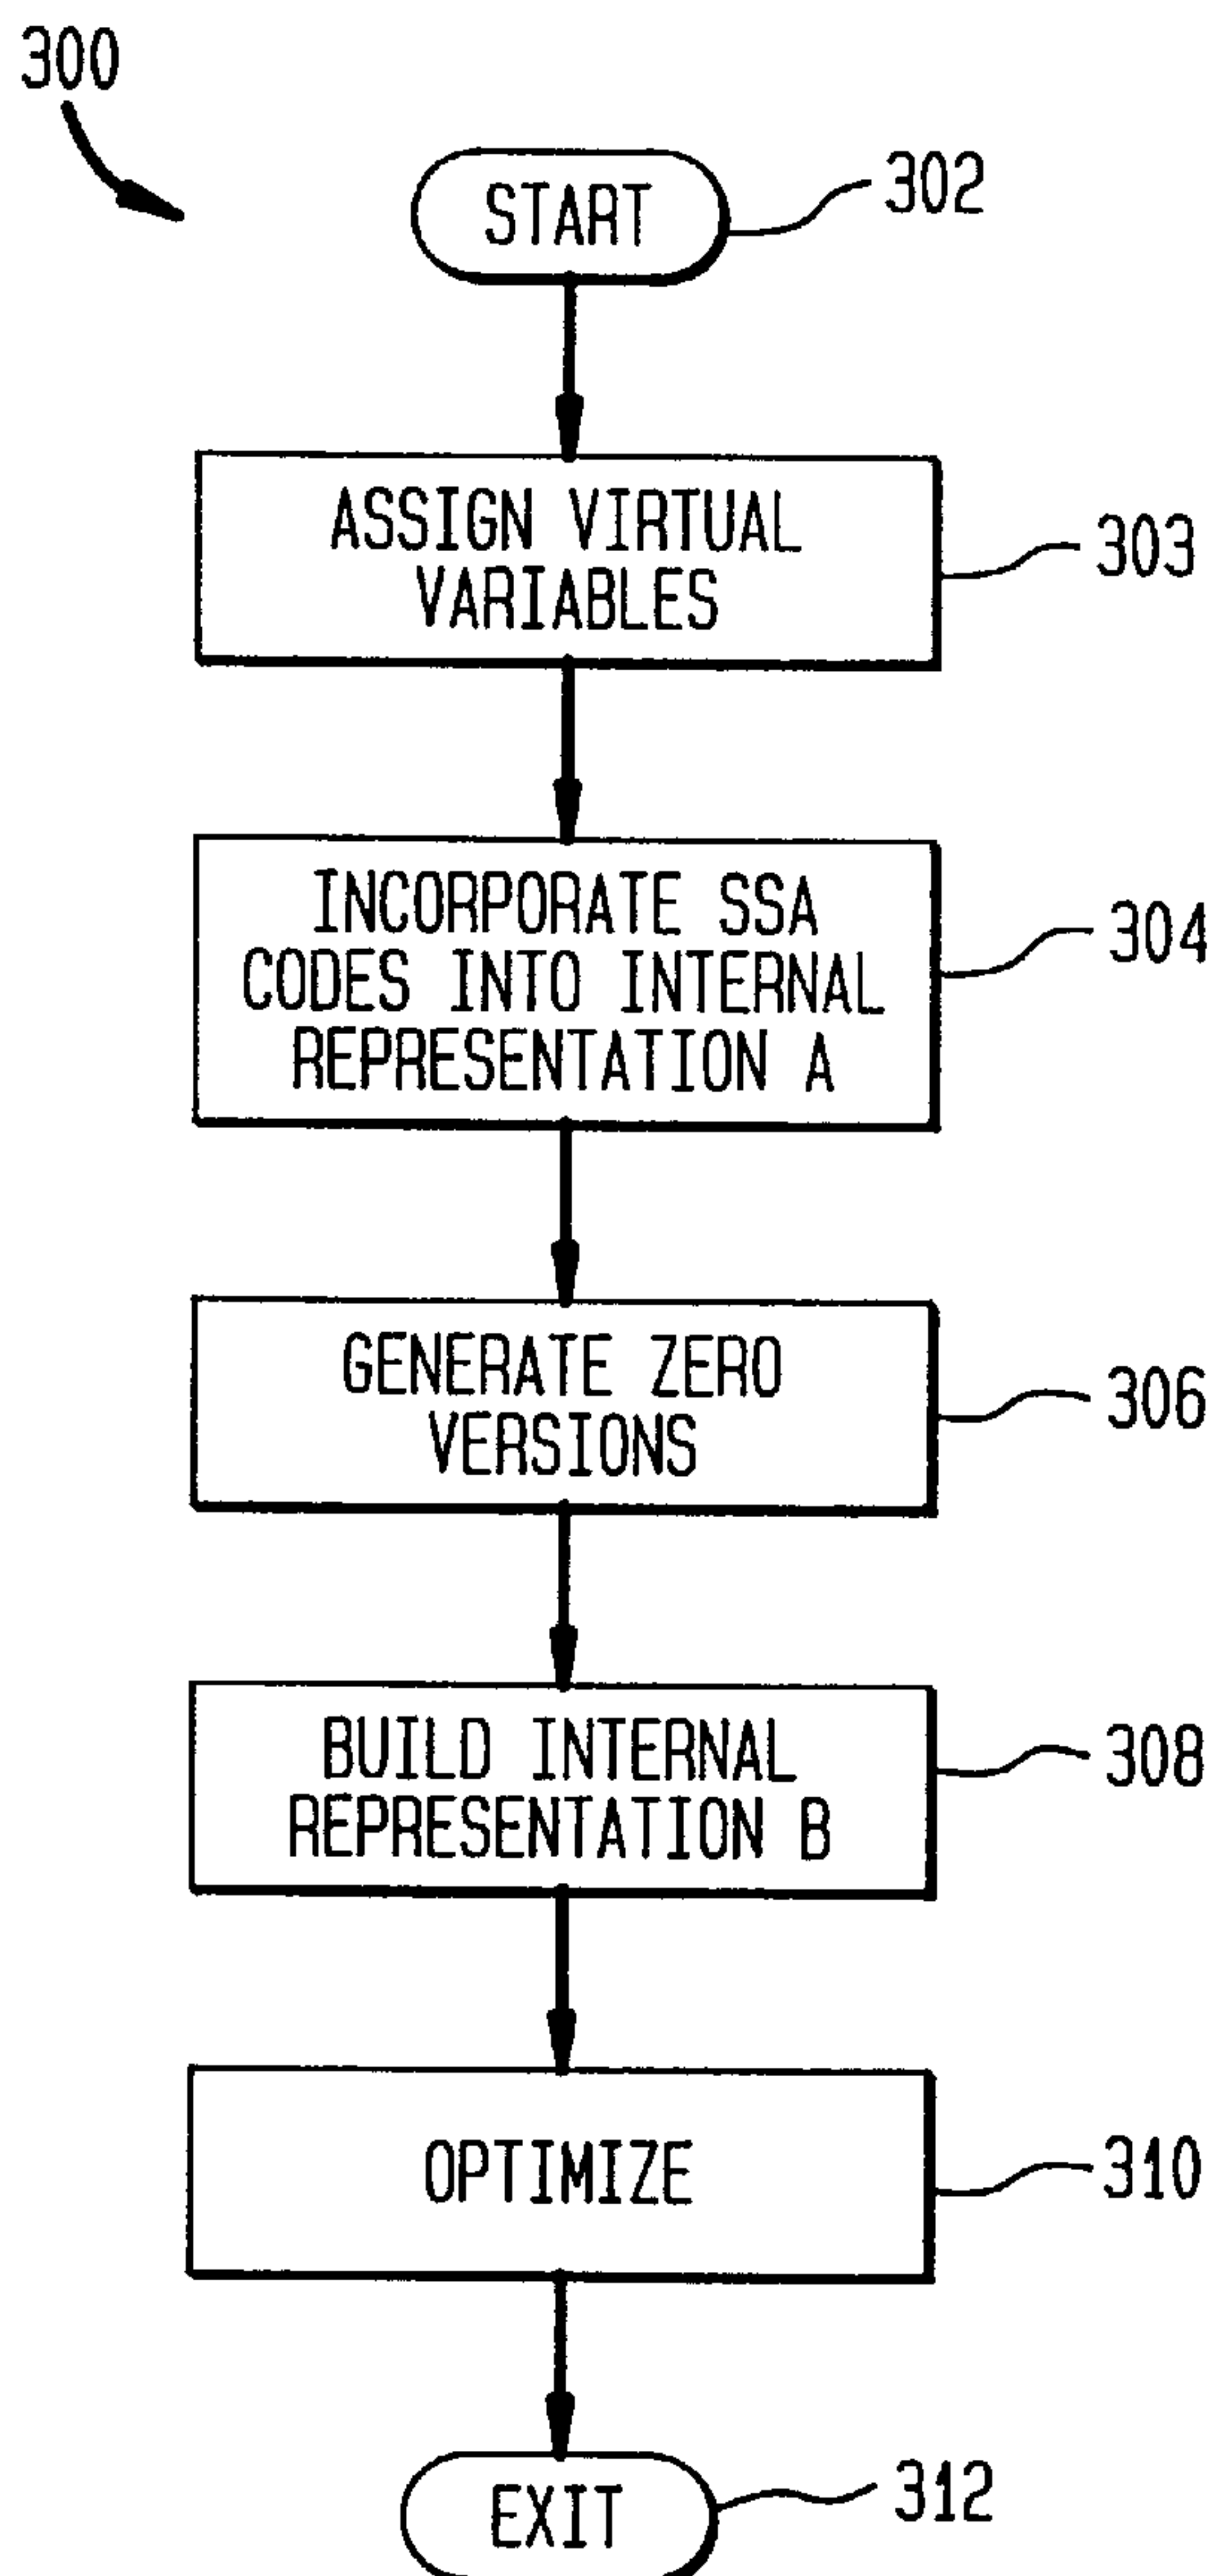 300
START
302
ASSIGN VIRTUAL
VARIABLES
303
INCORPORATE SSA
CODES INTO INTERNAL
REPRESENTATION A
304
GENERATE ZERO
VERSIONS
306
BUILD INTERNAL
REPRESENTATION B
308
OPTIMIZE
310
EXIT
312